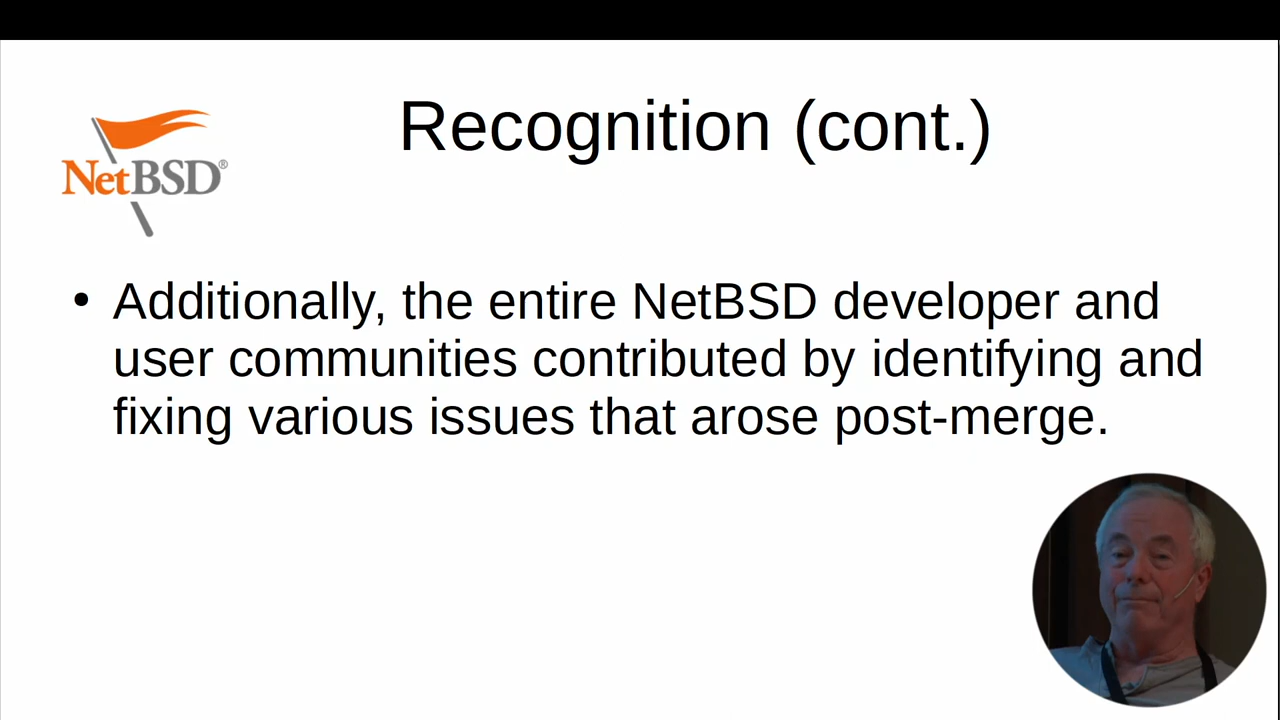 Recognition (cont.)
NetBSD®
• Additionally, the entire NetBSD developer and
user communities contributed by identifying and
fixing various issues that arose post-merge.